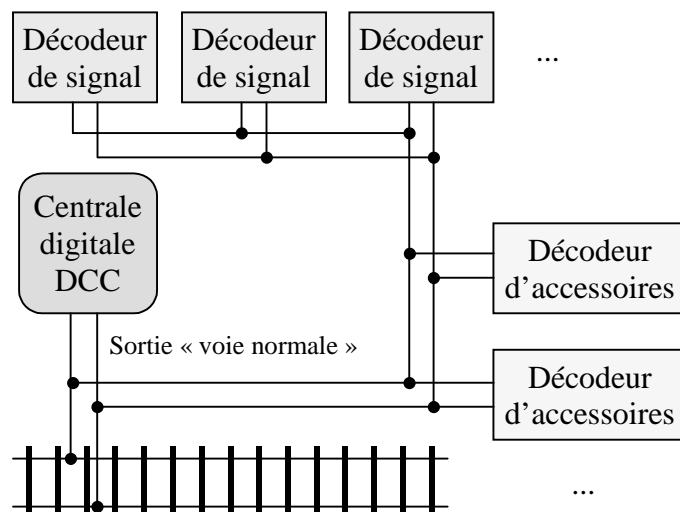 Décodeur
de signal
Décodeur
de signal
Décodeur
de signal
...
Centrale
digitale
DCC
Sortie « voie normale »
Décodeur
d’accessoires
Décodeur
d’accessoires
...